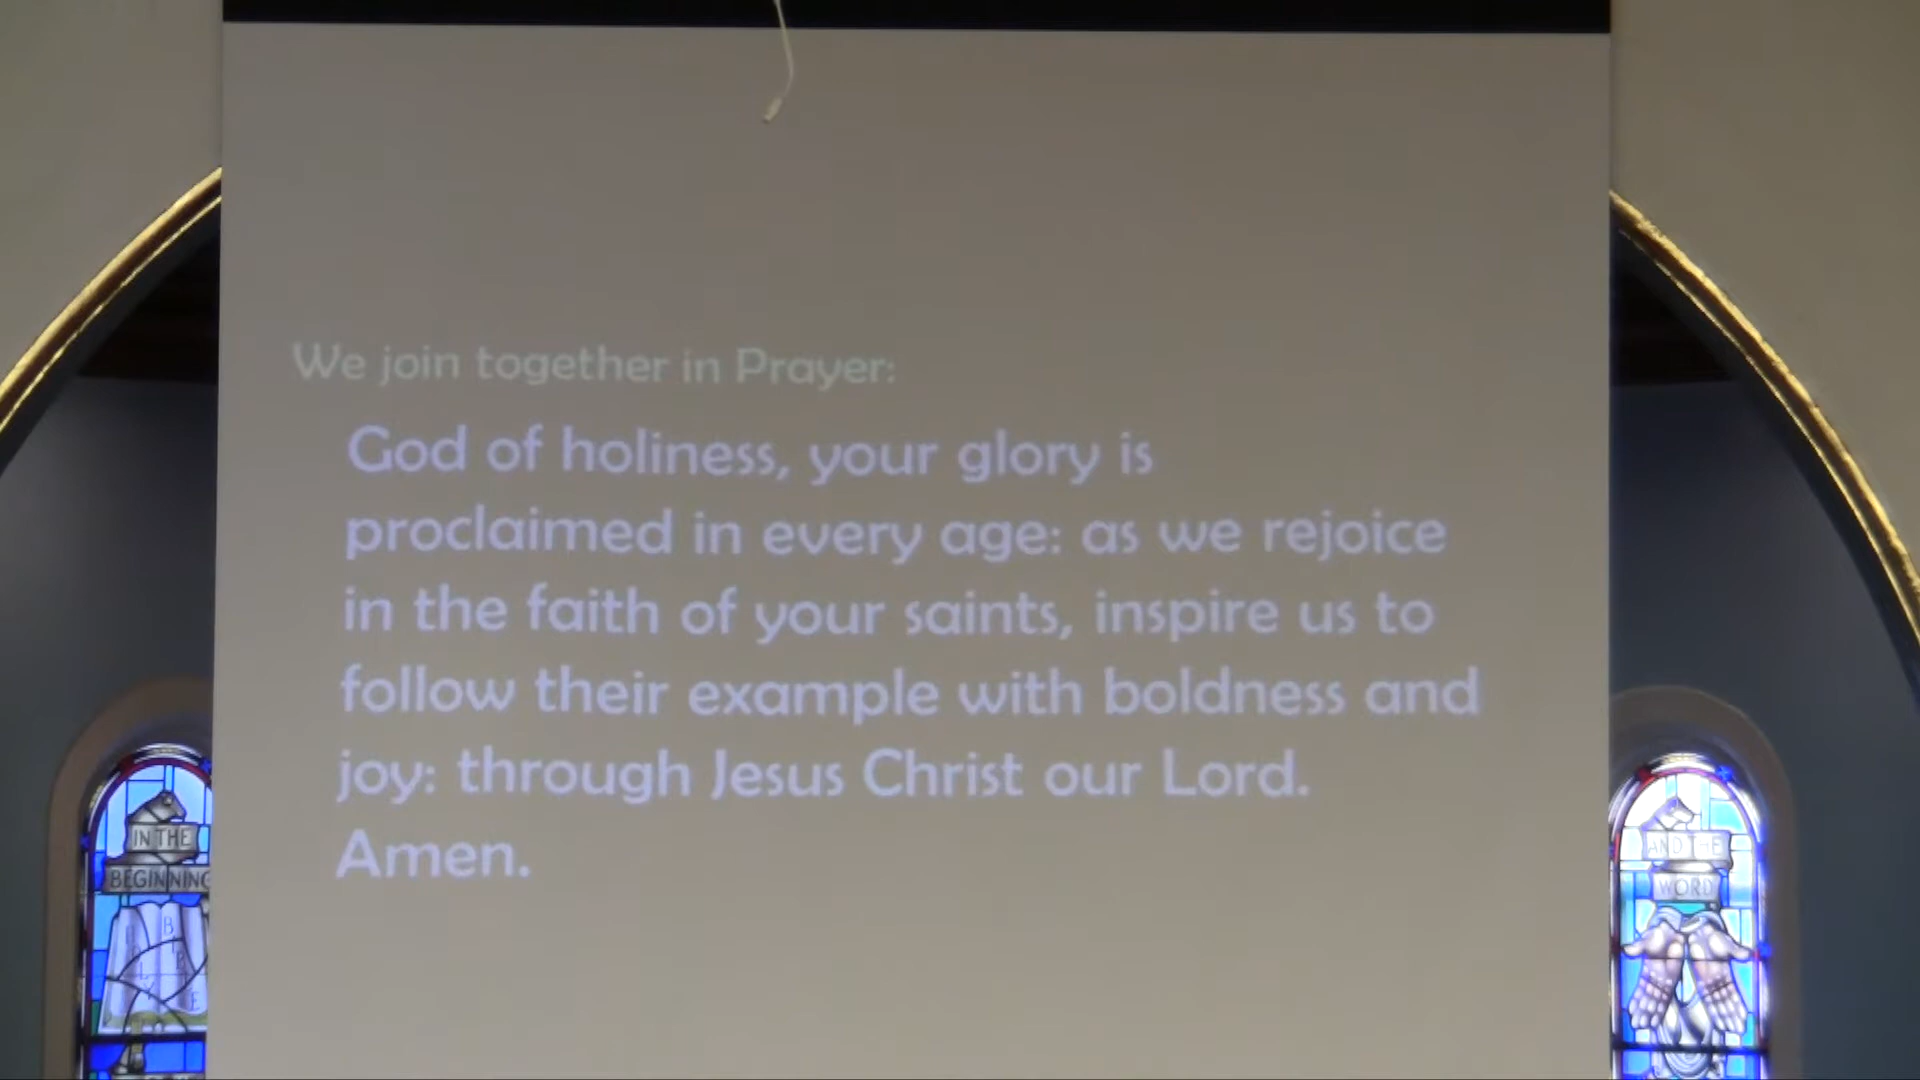 We join together in Prayer:
God of holiness, your glory is
proclaimed in every age: as we rejoice
in the faith of your saints, inspire us to
follow their example with boldness and
joy: through Jesus Christ our Lord.
Amen.
IN THE
BEGINNING
AND THE
WORD